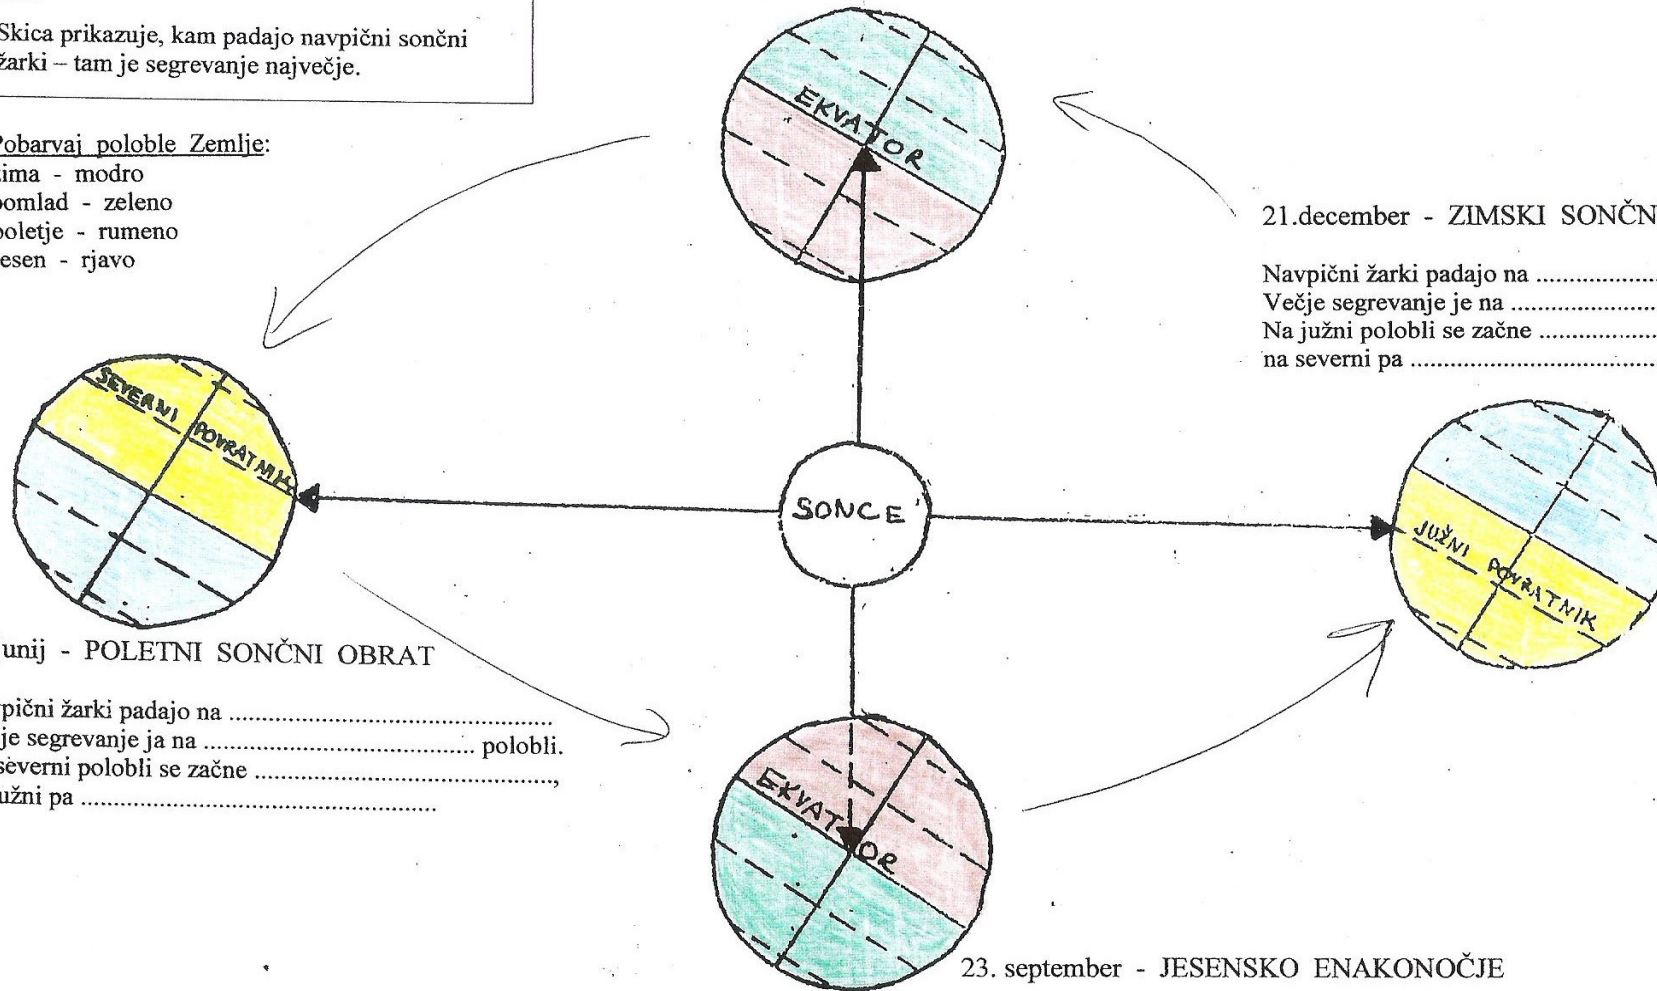 Skica prikazuje, kam padajo navpični sončni
žarki – tam je segrevanje največje.
Pobarvaj poloble Zemlje:
zima - modro
pomlad - zeleno
poletje - rumeno
jesen - rjavo
EKVATOR
21.december - ZIMSKI SONČN
Navpični žarki padajo na ....................
Večje segrevanje je na ........................
Na južni polobli se začne ....................
na severni pa ......................................
SEVERNI POVRATNIK
SONCE
JUŽNI POVRATNIK
unij - POLETNI SONČNI OBRAT
pični žarki padajo na ......................................................
je segrevanje ja na ............................................. polobli.
severni polobli se začne ..................................................,
užni pa ...........................................................
EKVATOR
23. september - JESENSKO ENAKONOČJE